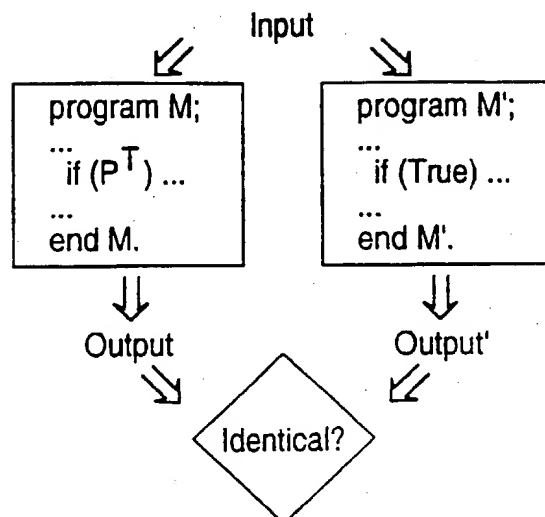 Input
program M;
...
if (P^T) ...
...
end M.
program M';
...
if (True) ...
...
end M'.
Output
Output'
Identical?